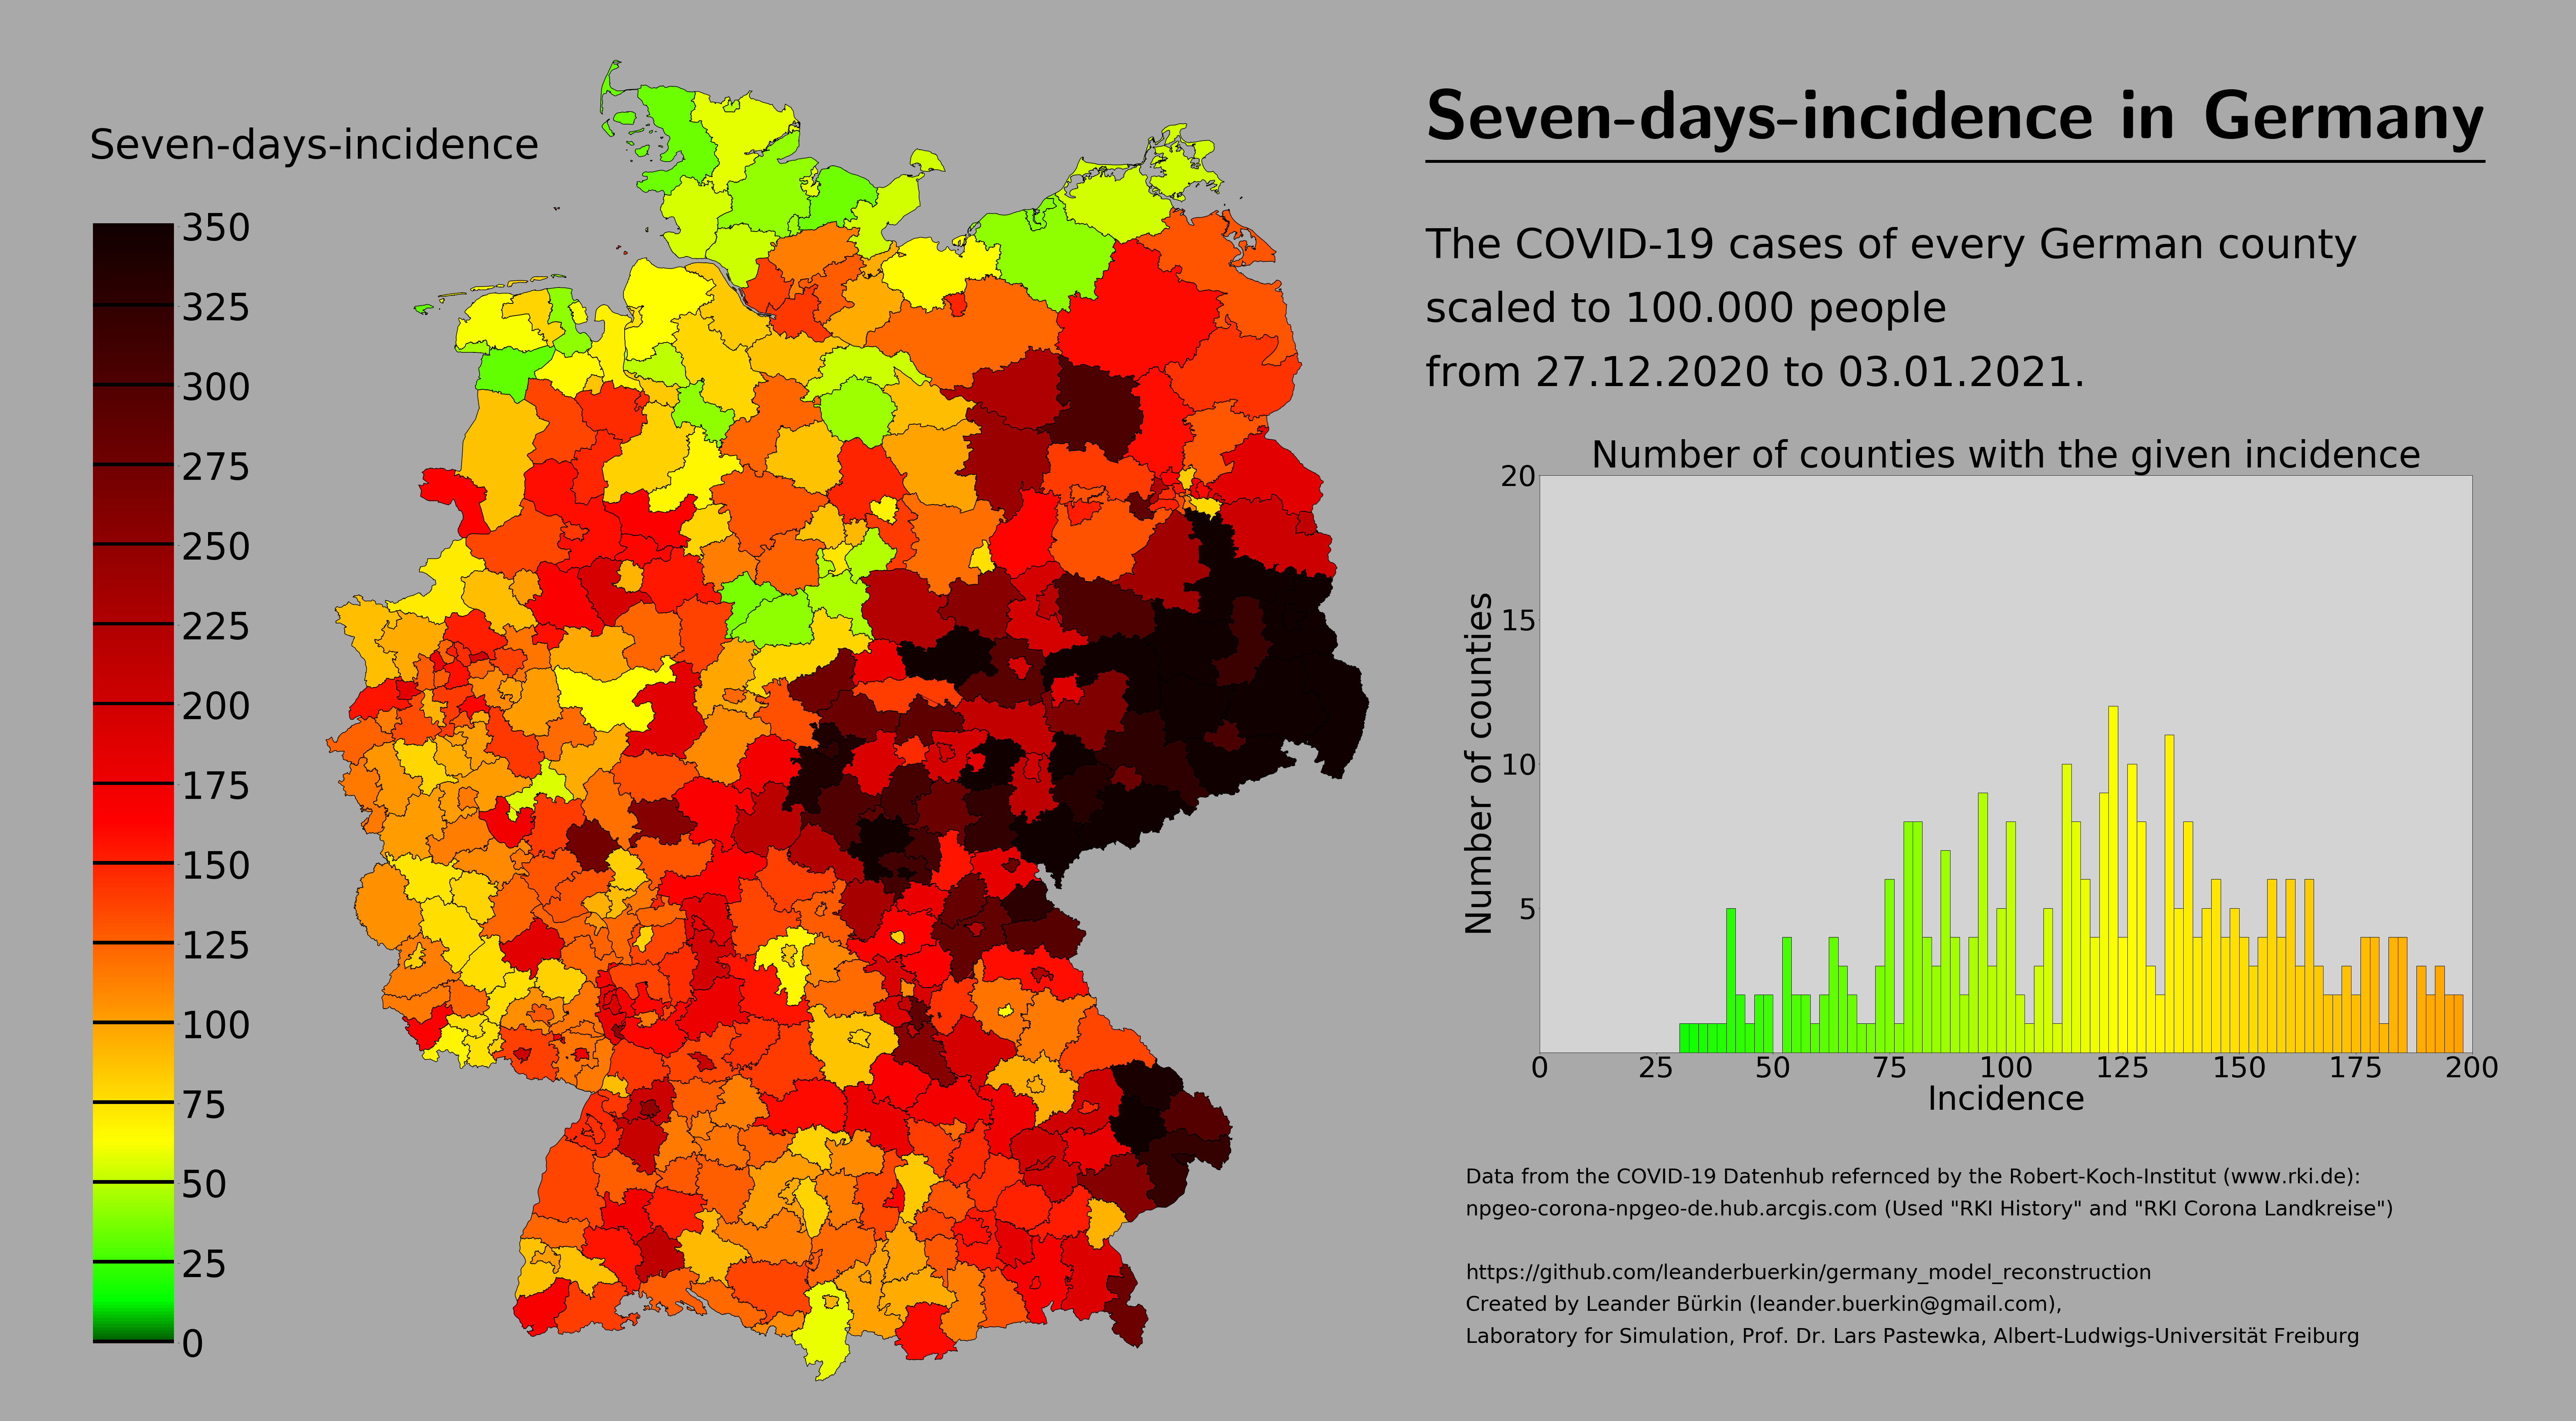 Seven-days-incidence
350
325
300
275
250
225
200
175
150
125
100
75
50
25
0
Seven-days-incidence in Germany
The COVID-19 cases of every German county
scaled to 100.000 people
from 27.12.2020 to 03.01.2021.
Number of counties with the given incidence
Number of counties
20
15
10
5
0 25 50 75 100 125 150 175 200
Incidence
Data from the COVID-19 Datenhub refernced by the Robert-Koch-Institut (www.rki.de):
npgeo-corona-npgeo-de.hub.arcgis.com (Used "RKI History" and "RKI Corona Landkreise")
https://github.com/leanderbuerkin/germany_model_reconstruction
Created by Leander Bürkin (leander.buerkin@gmail.com),
Laboratory for Simulation, Prof. Dr. Lars Pastewka, Albert-Ludwigs-Universität Freiburg